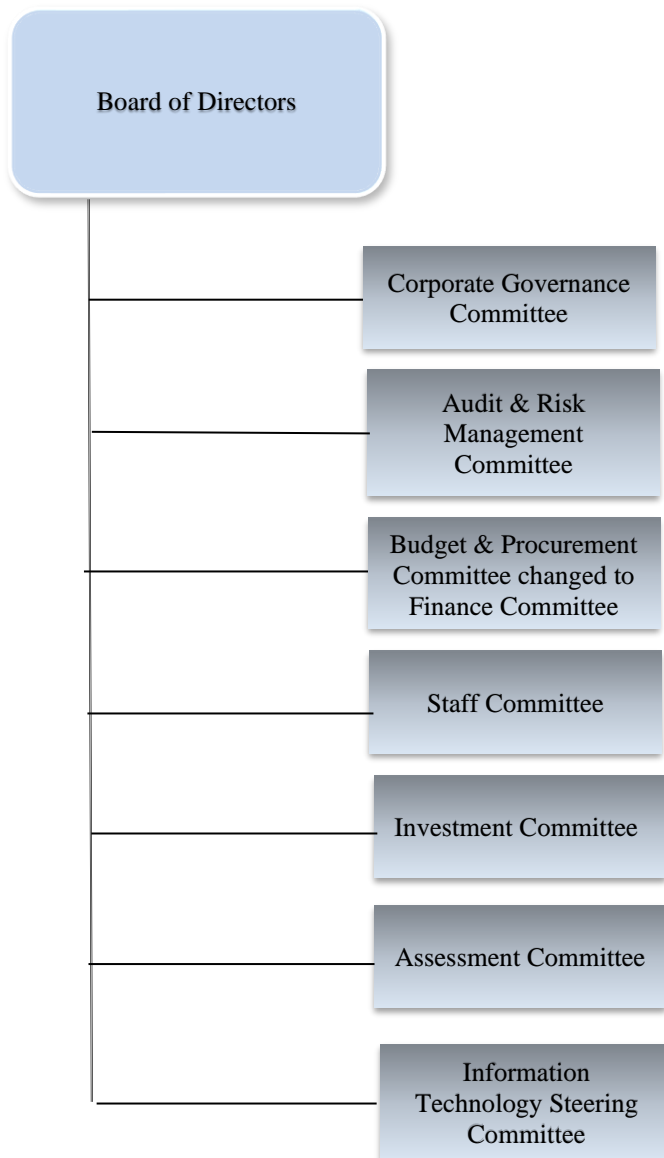 Board of Directors
Corporate Governance
Committee
Audit & Risk
Management
Committee
Budget & Procurement
Committee changed to
Finance Committee
Staff Committee
Investment Committee
Assessment Committee
Information
Technology Steering
Committee